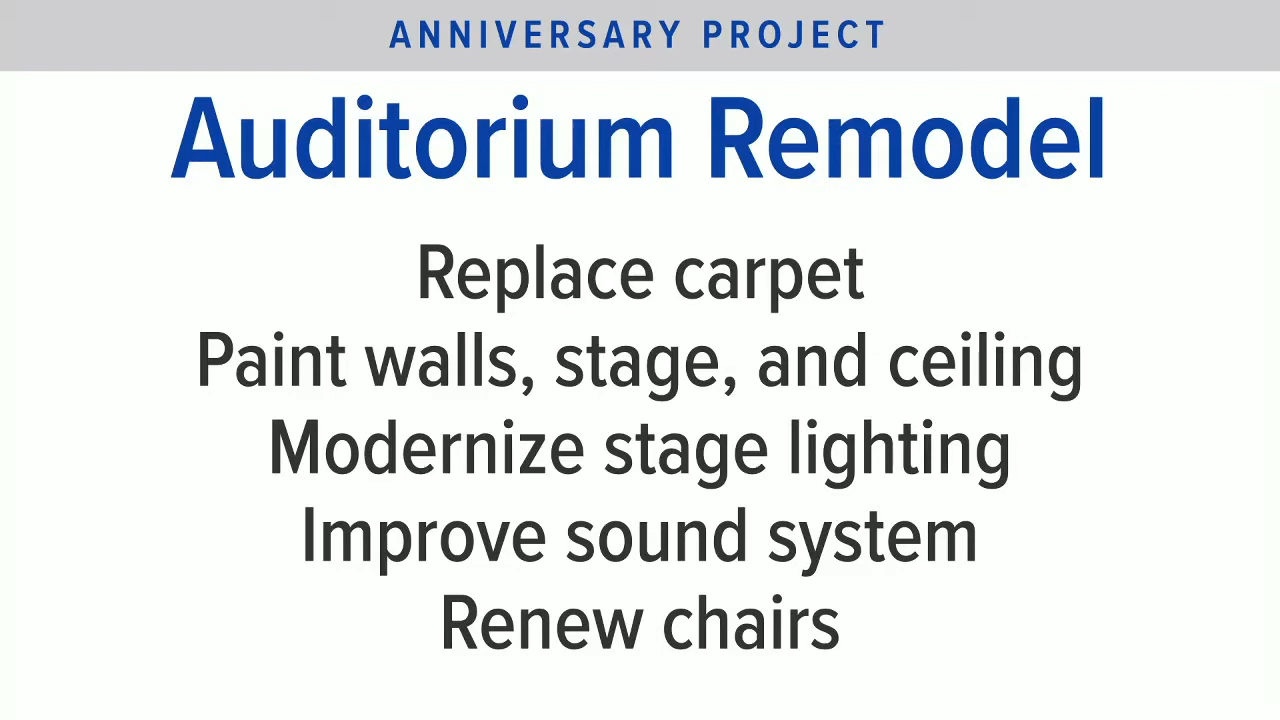 ANNIVERSARY PROJECT
Auditorium Remodel
Replace carpet
Paint walls, stage, and ceiling
Modernize stage lighting
Improve sound system
Renew chairs